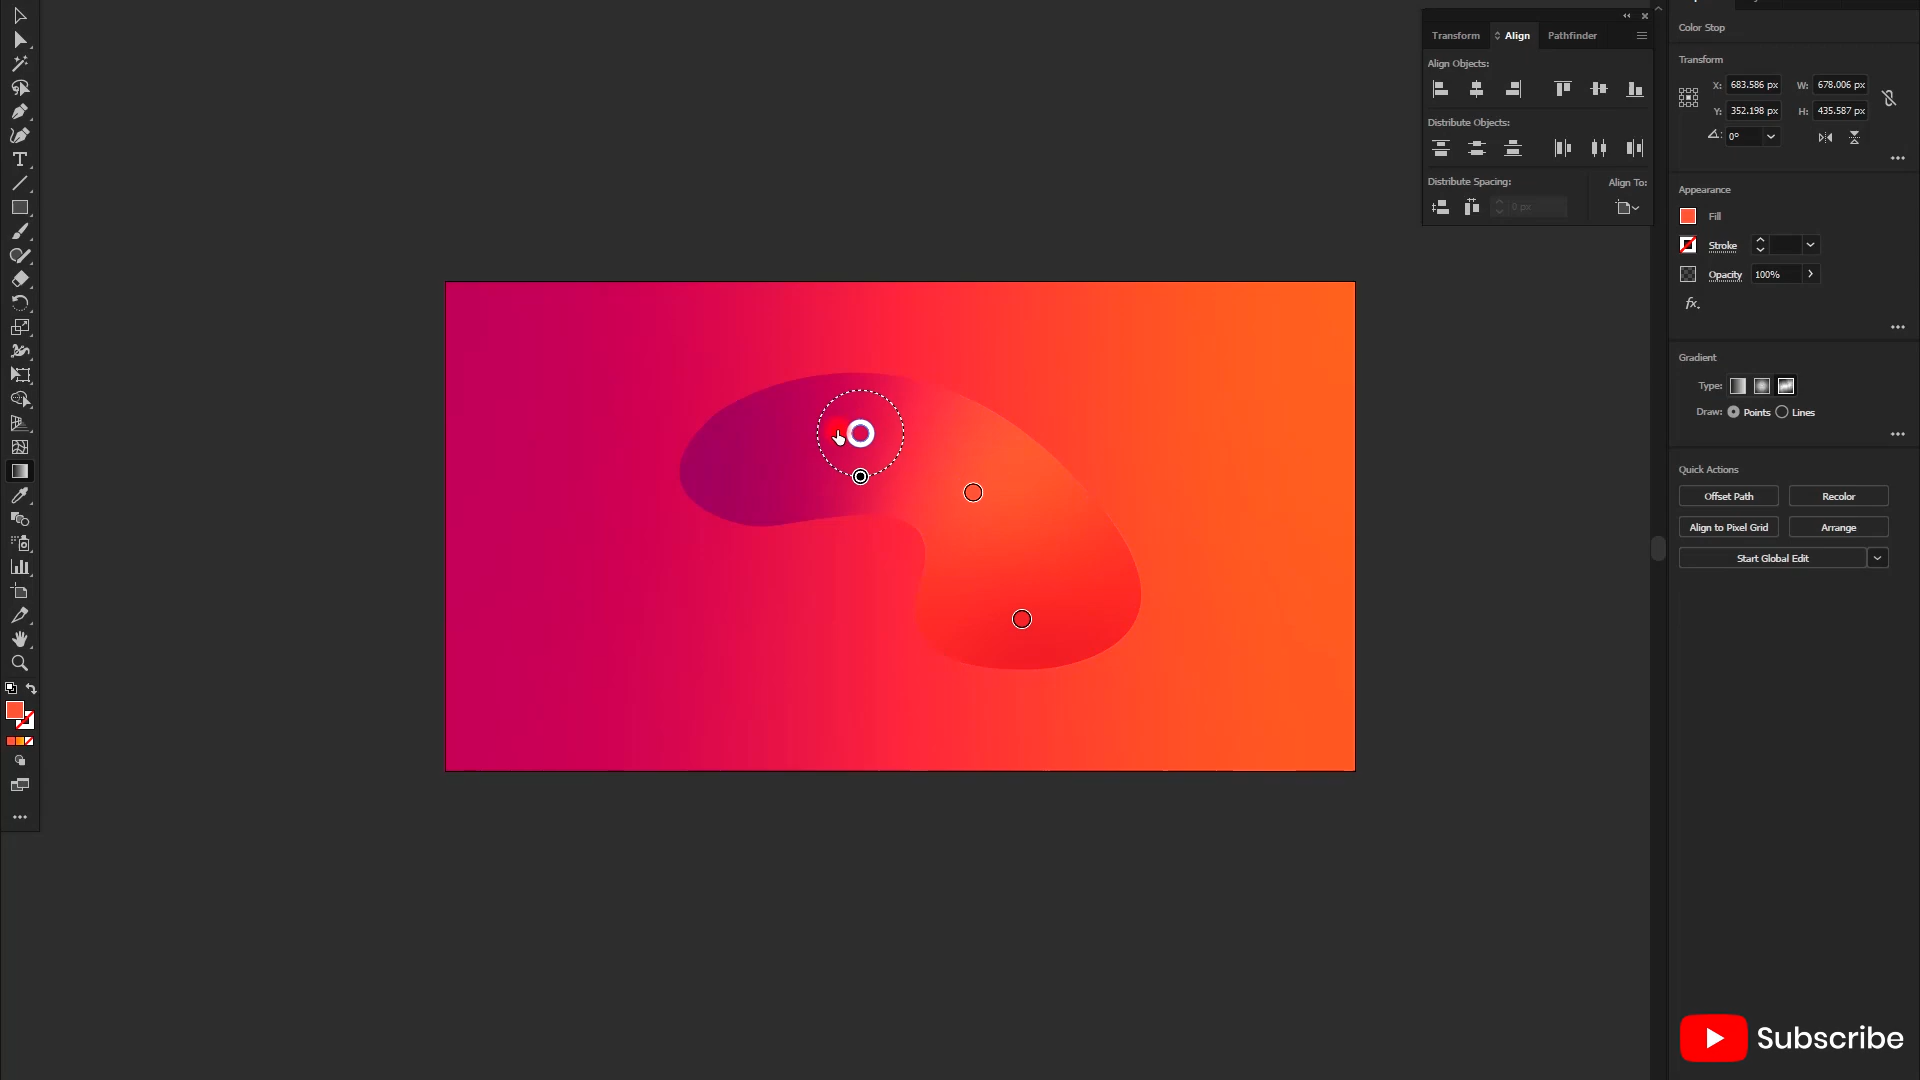 Transform
Align
Pathfinder
Align Objects:
Distribute Objects:
Distribute Spacing:
Align To:
0 px
Color Stop
Transform
X: 683.586 px
W: 678.006 px
Y: 352.198 px
H: 435.587 px
0°
Appearance
Fill
Stroke
Opacity 100%
fx.
Gradient
Type:
Draw: Points Lines
Quick Actions
Offset Path
Recolor
Align to Pixel Grid
Arrange
Start Global Edit
Subscribe